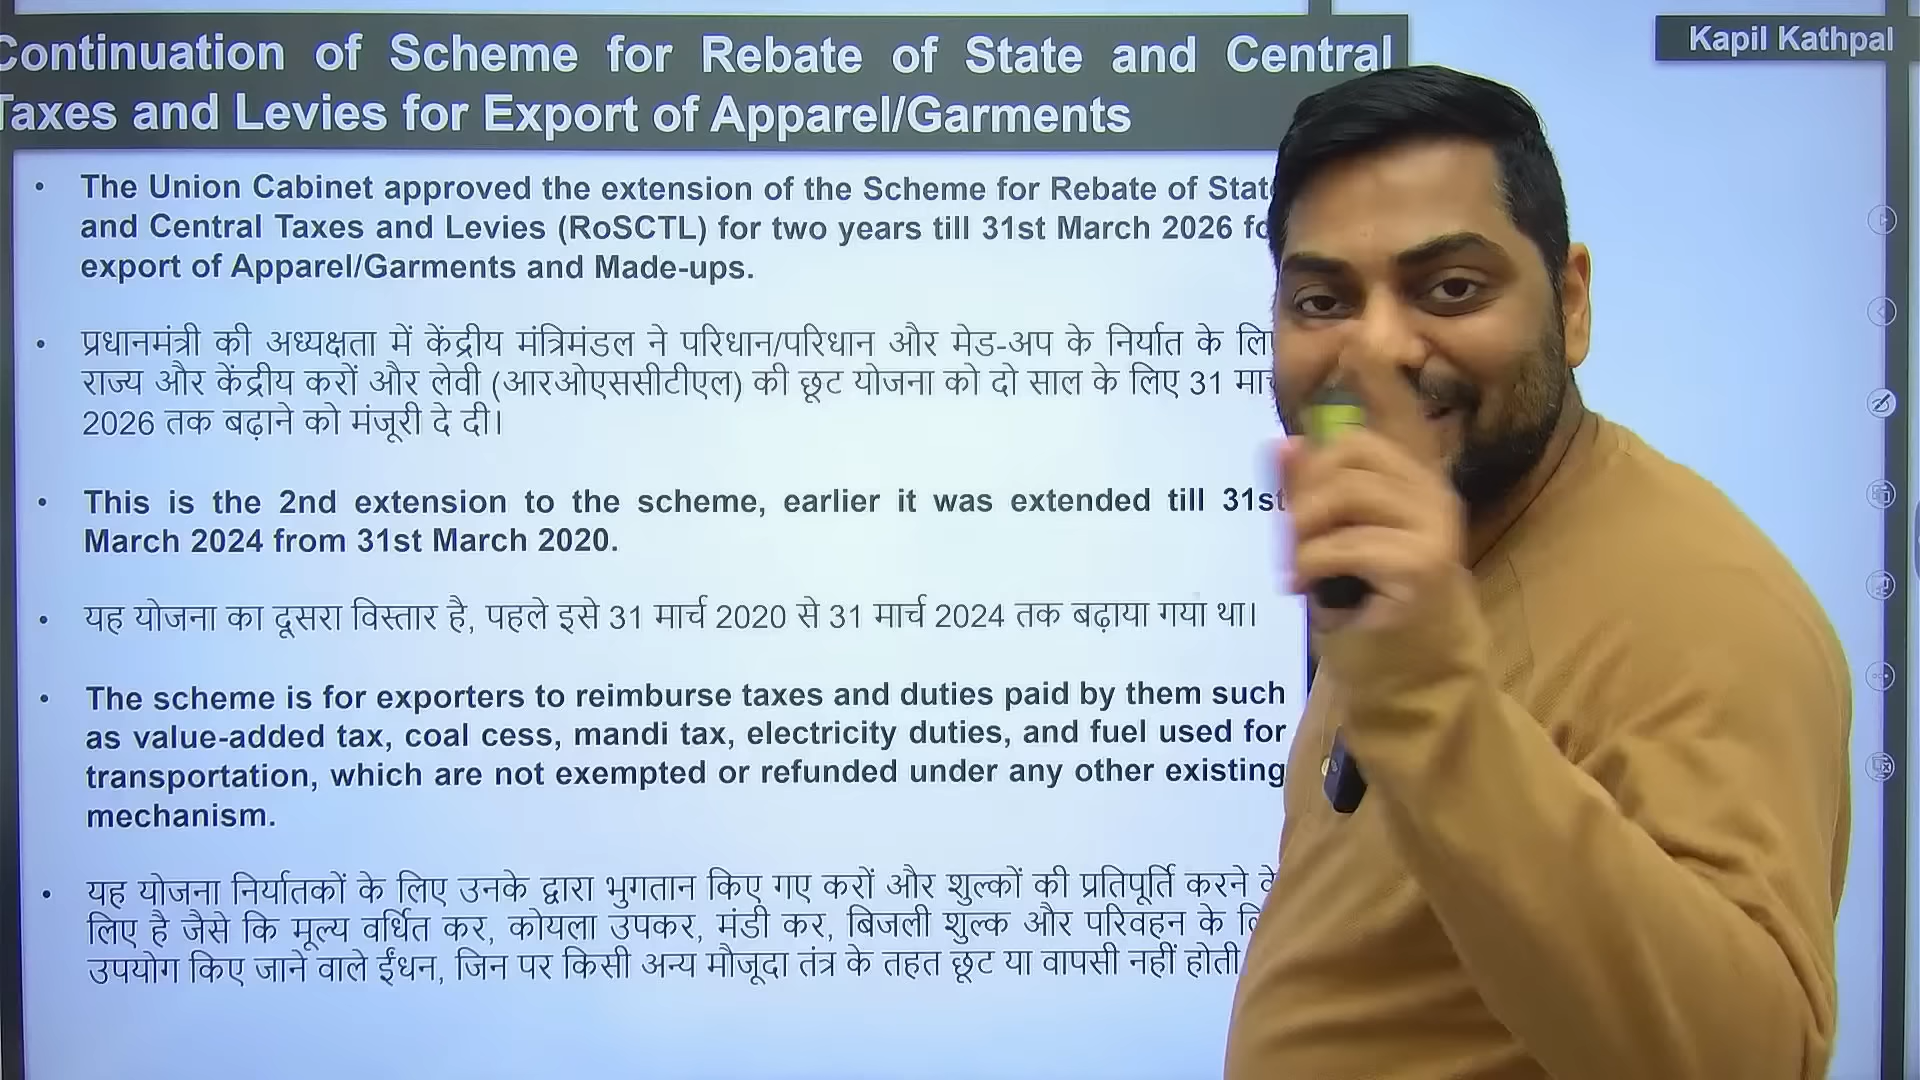 Continuation of Scheme for Rebate of State and Central
Taxes and Levies for Export of Apparel/Garments
Kapil Kathpal
• The Union Cabinet approved the extension of the Scheme for Rebate of State
and Central Taxes and Levies (RoSCTL) for two years till 31st March 2026
export of Apparel/Garments and Made-ups.
• प्रधानमंत्री की अध्यक्षता में केंद्रीय मंत्रिमंडल ने परिधान/परिधान और मेड-अप के निर्यात के लिए
राज्य और केंद्रीय करों और लेवी (आरओएससीटीएल) की छूट योजना को दो साल के लिए 31 मार्च
2026 तक बढ़ाने को मंजूरी दे दी।
• This is the 2nd extension to the scheme, earlier it was extended till 31st
March 2024 from 31st March 2020.
• यह योजना का दूसरा विस्तार है, पहले इसे 31 मार्च 2020 से 31 मार्च 2024 तक बढ़ाया गया था।
• The scheme is for exporters to reimburse taxes and duties paid by them such
as value-added tax, coal cess, mandi tax, electricity duties, and fuel used for
transportation, which are not exempted or refunded under any other existing
mechanism.
• यह योजना निर्यातकों के लिए उनके द्वारा भुगतान किए गए करों और शुल्कों की प्रतिपूर्ति करने के
लिए है जैसे कि मूल्य वर्धित कर, कोयला उपकर, मंडी कर, बिजली शुल्क और परिवहन के
उपयोग किए जाने वाले ईंधन, जिन पर किसी अन्य मौजूदा तंत्र के तहत छूट या वापसी नहीं होती